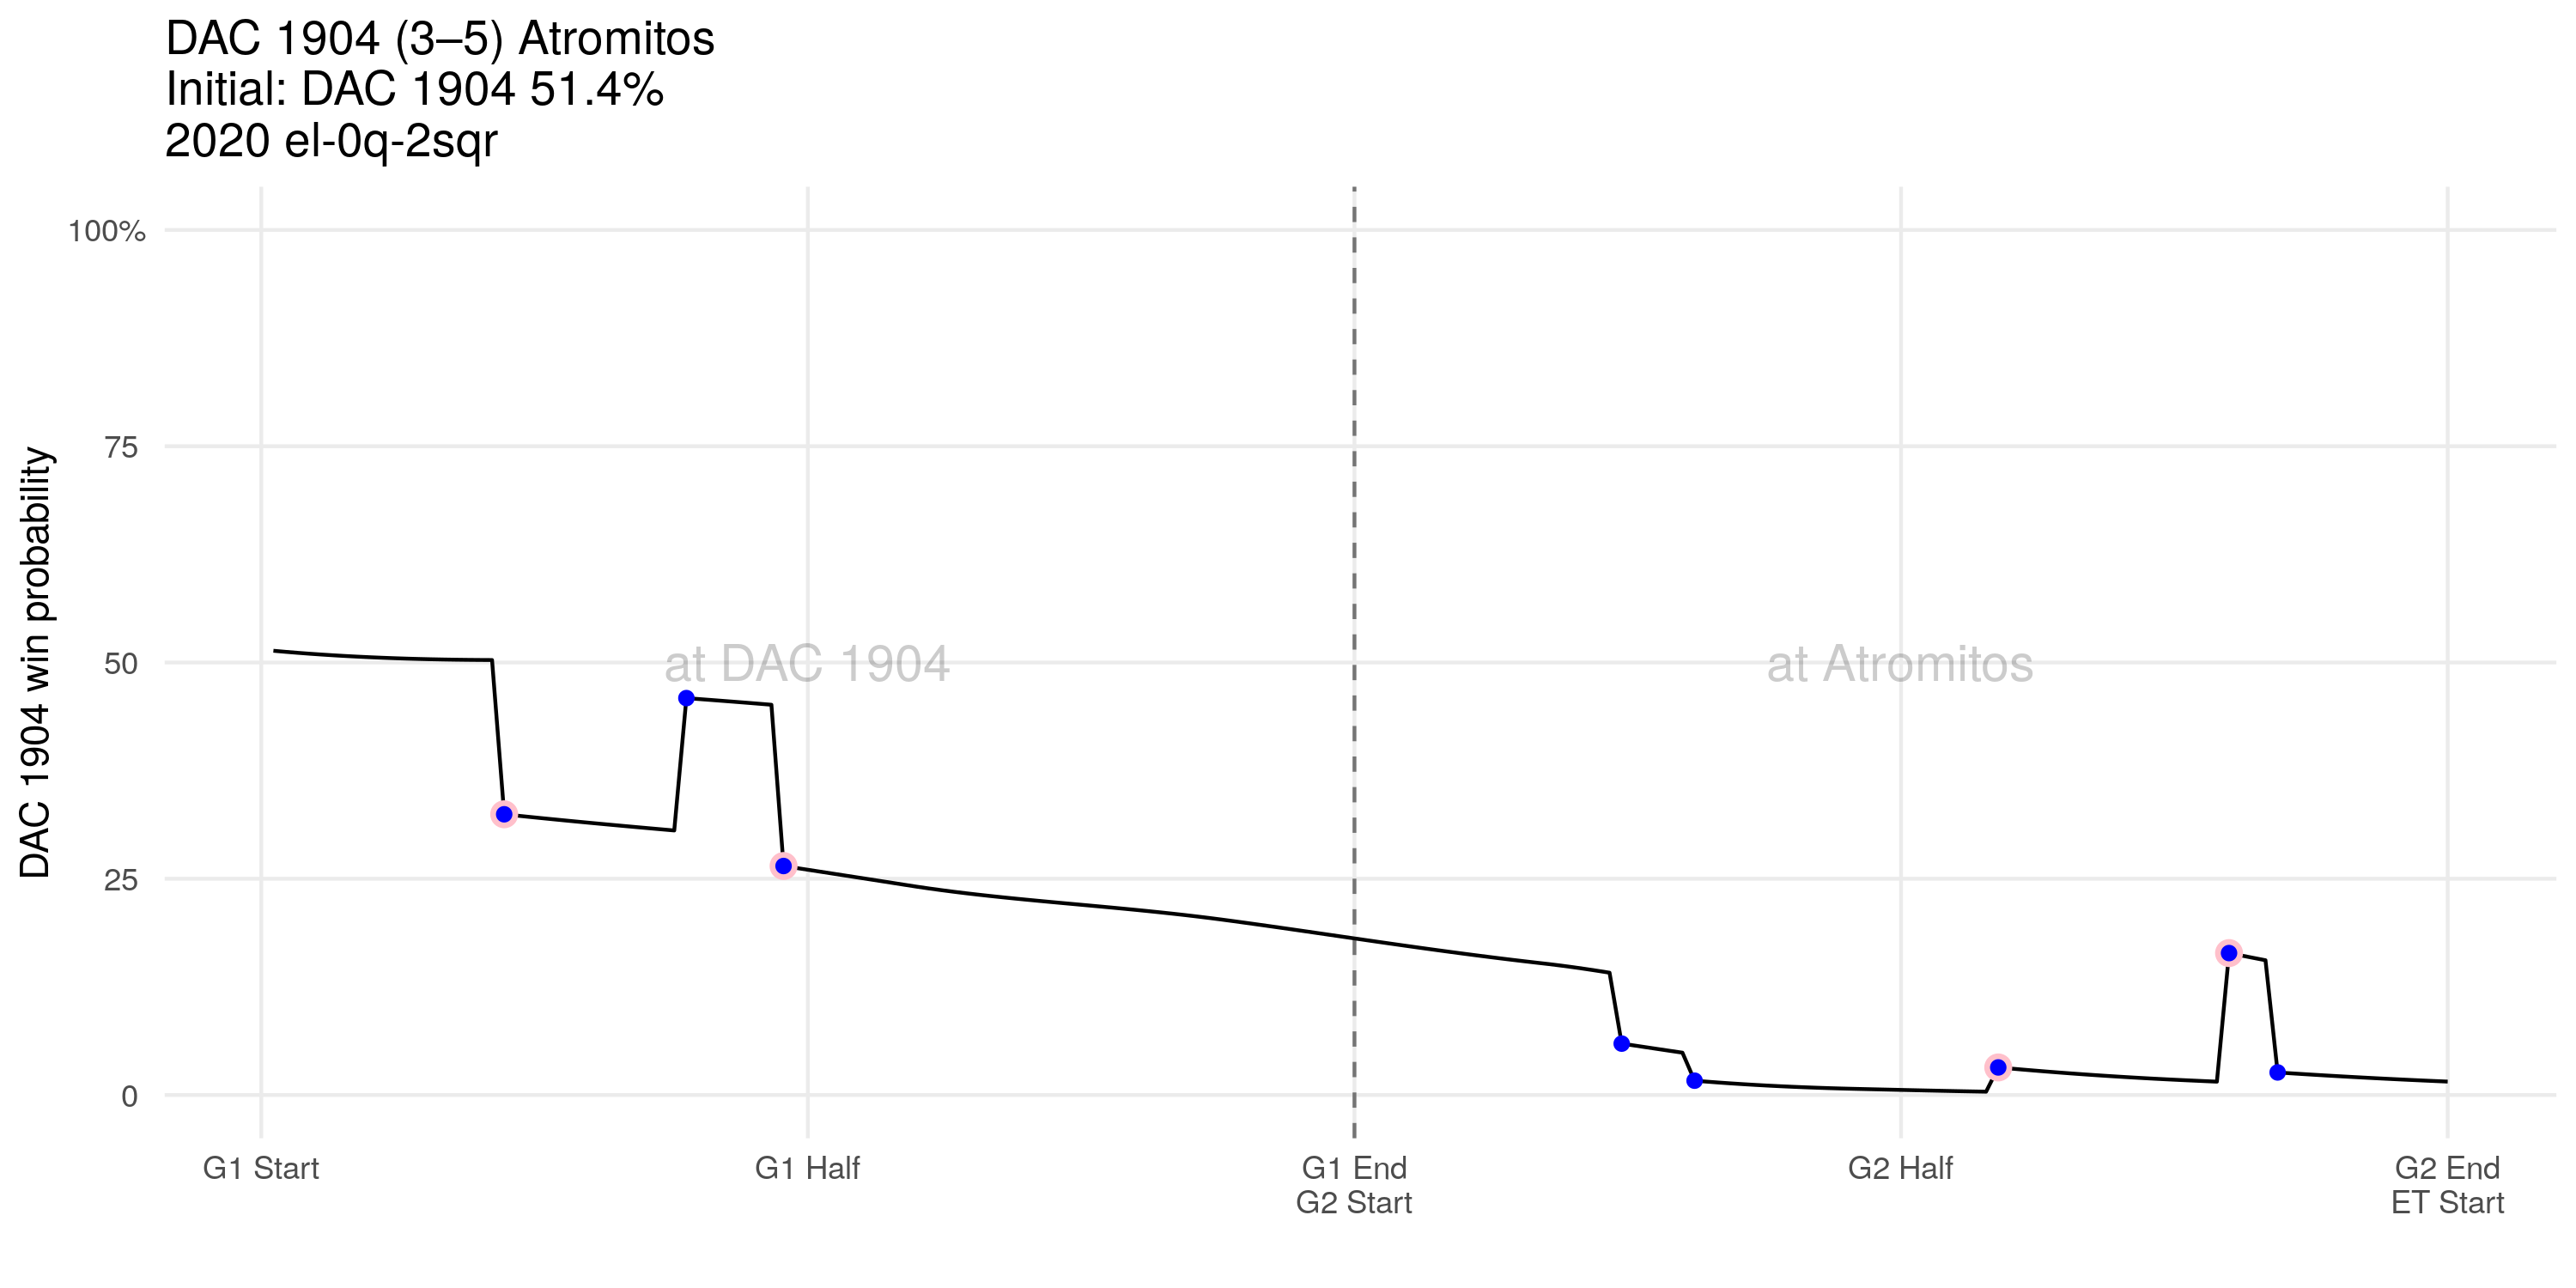 DAC 1904 (3–5) Atromitos
Initial: DAC 1904 51.4%
2020 el-0q-2sqr
DAC 1904 win probability
100%
75
50
25
0
at DAC 1904
at Atromitos
G1 Start
G1 Half
G1 End
G2 Start
G2 Half
G2 End
ET Start